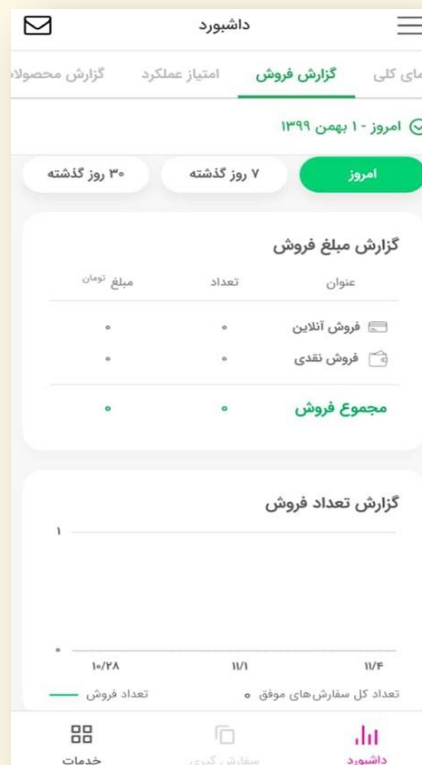 داشبورد
مای کلی گزارش فروش امتیاز عملکرد گزارش محصولا
امروز - ۱ بهمن ۱۳۹۹
امروز ۷ روز گذشته ۳۰ روز گذشته
گزارش مبلغ فروش
عنوان تعداد مبلغ تومان
فروش آنلاین ۰ ۰
فروش نقدی ۰ ۰
مجموع فروش ۰ ۰
گزارش تعداد فروش
۱
۰
۱۰/۲۸ ۱۱/۱ ۱۱/۴
تعداد کل سفارش‌های موفق ۰ تعداد فروش
داشبورد سفارش گیری خدمات